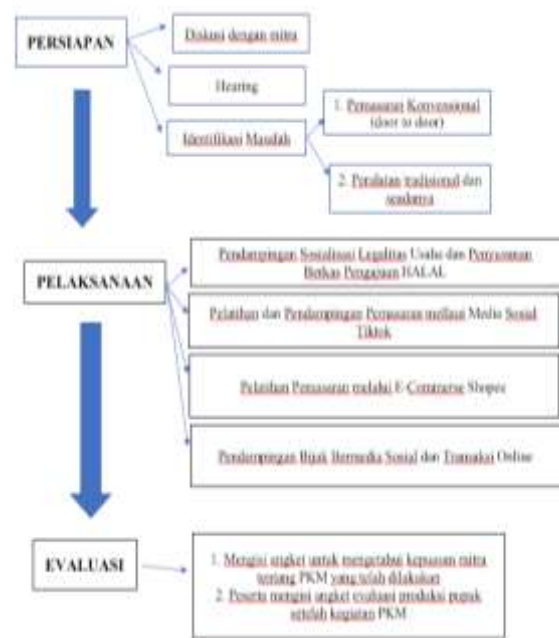 PERSIAPAN
Diskusi dengan mitra
Hearing
Identifikasi Masalah
1. Pemasaran Konvensional
(door to door)
2. Peralatan tradisional dan
seadanya
PELAKSANAAN
Pendampingan Sosialisasi Legalitas Usaha dan Penyusunan
Berkas Pengajuan HALAL
Pelatihan dan Pendampingan Pemasaran melalui Media Sosial
Tiktok
Pelatihan Pemasaran melalui E-Commerse Shopee
Pendampingan Bijak Bermedia Sosial dan Transaksi Online
EVALUASI
1. Mengisi angket untuk mengetahui kepuasan mitra
tentang PKM yang telah dilakukan
2. Peserta mengisi angket evaluasi produksi pupuk
setelah kegiatan PKM